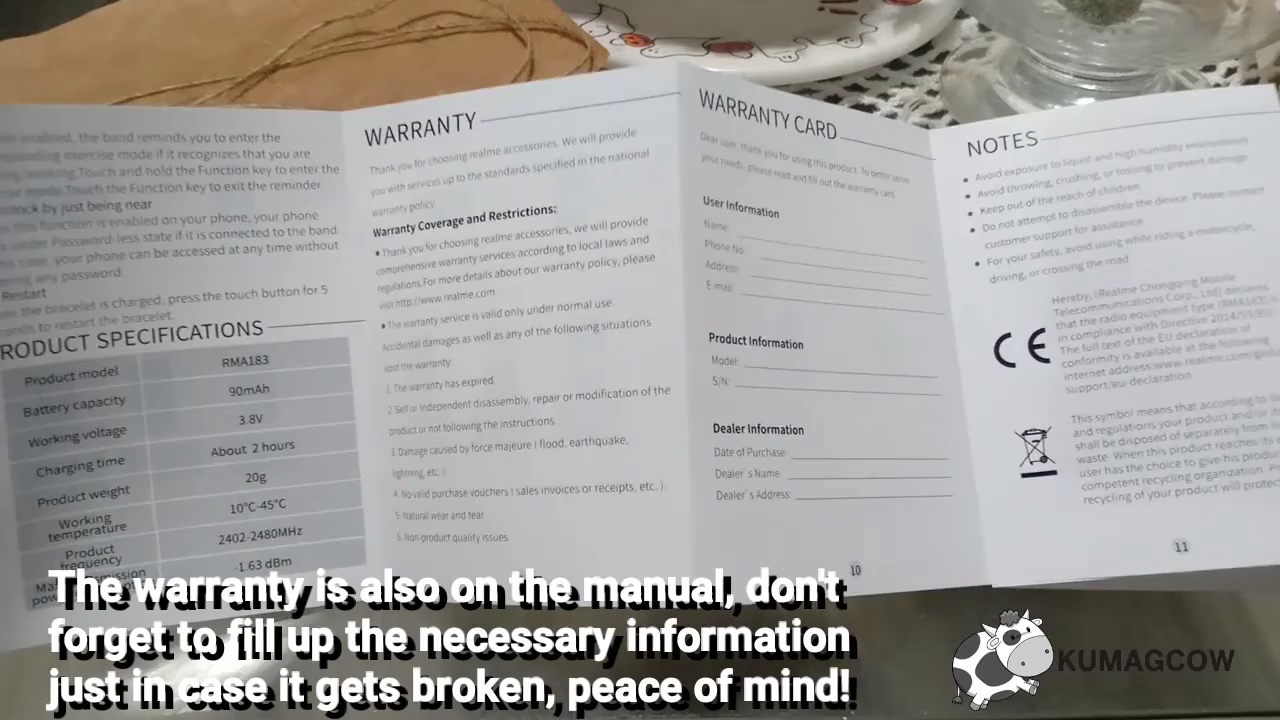 enabled, the band reminds you to enter the
exercise mode if it recognizes that you are
Touch and hold the Function key to enter the
mode. Touch the Function key to exit the reminder.
by just being near
this function is enabled on your phone, your phone
under Password-less state if it is connected to the band.
your phone can be accessed at any time without
any password.
Restart
the bracelet is charged, press the touch button for 5
to restart the bracelet.
RODUCT SPECIFICATIONS
Product model RMA183
Battery capacity 90mAh
Working voltage 3.8V
Charging time About 2 hours
Product weight 20g
Working
temperature 10°C-45°C
Product
frequency 2402-2480MHz
-1.63 dBm
WARRANTY
Thank you for choosing realme accessories. We will provide
you with services up to the standards specified in the national
warranty policy.
Warranty Coverage and Restrictions:
• Thank you for choosing realme accessories, we will provide
comprehensive warranty services according to local laws and
regulations.For more details about our warranty policy, please
visit http://www.realme.com
• The warranty service is valid only under normal use.
Accidental damages as well as any of the following situations
void the warranty:
1. The warranty has expired.
2. Self or independent disassembly, repair or modification of the
product or not following the instructions.
3. Damage caused by force majeure ( flood, earthquake,
lightning, etc. )
4. No valid purchase vouchers ( sales invoices or receipts, etc. ).
5. Natural wear and tear.
6. Non-product quality issues.
WARRANTY CARD
Dear user, thank you for using this product. To better serve
your needs, please read and fill out the warranty card.
User Information
Name:
Phone No:
Address:
E-mail:
Product Information
Model:
S/N:
Dealer Information
Date of Purchase:
Dealer's Name:
Dealer's Address:
10
NOTES
• Avoid exposure to liquid and high humidity environment
• Avoid throwing, crushing, or tossing to prevent damage.
• Keep out of the reach of children.
• Do not attempt to disassemble the device. Please contact
customer support for assistance.
• For your safety, avoid using while riding a motorcycle,
driving, or crossing the road.
Hereby, (Realme Chongqing Mobile
Telecommunications Corp., Ltd) declares
that the radio equipment type (RMA183) is
in compliance with Directive 2014/53/EU.
The full text of the EU declaration of
conformity is available at the following
internet address:www.realme.com/
support/eu-declaration
CE
This symbol means that according to
and regulations your product and/or
shall be disposed of separately from
waste. When this product reaches its
user has the choice to give his product
competent recycling organization.
recycling of your product will protect
11
The warranty is also on the manual, don't
forget to fill up the necessary information
just in case it gets broken, peace of mind!
KUMAGCOW